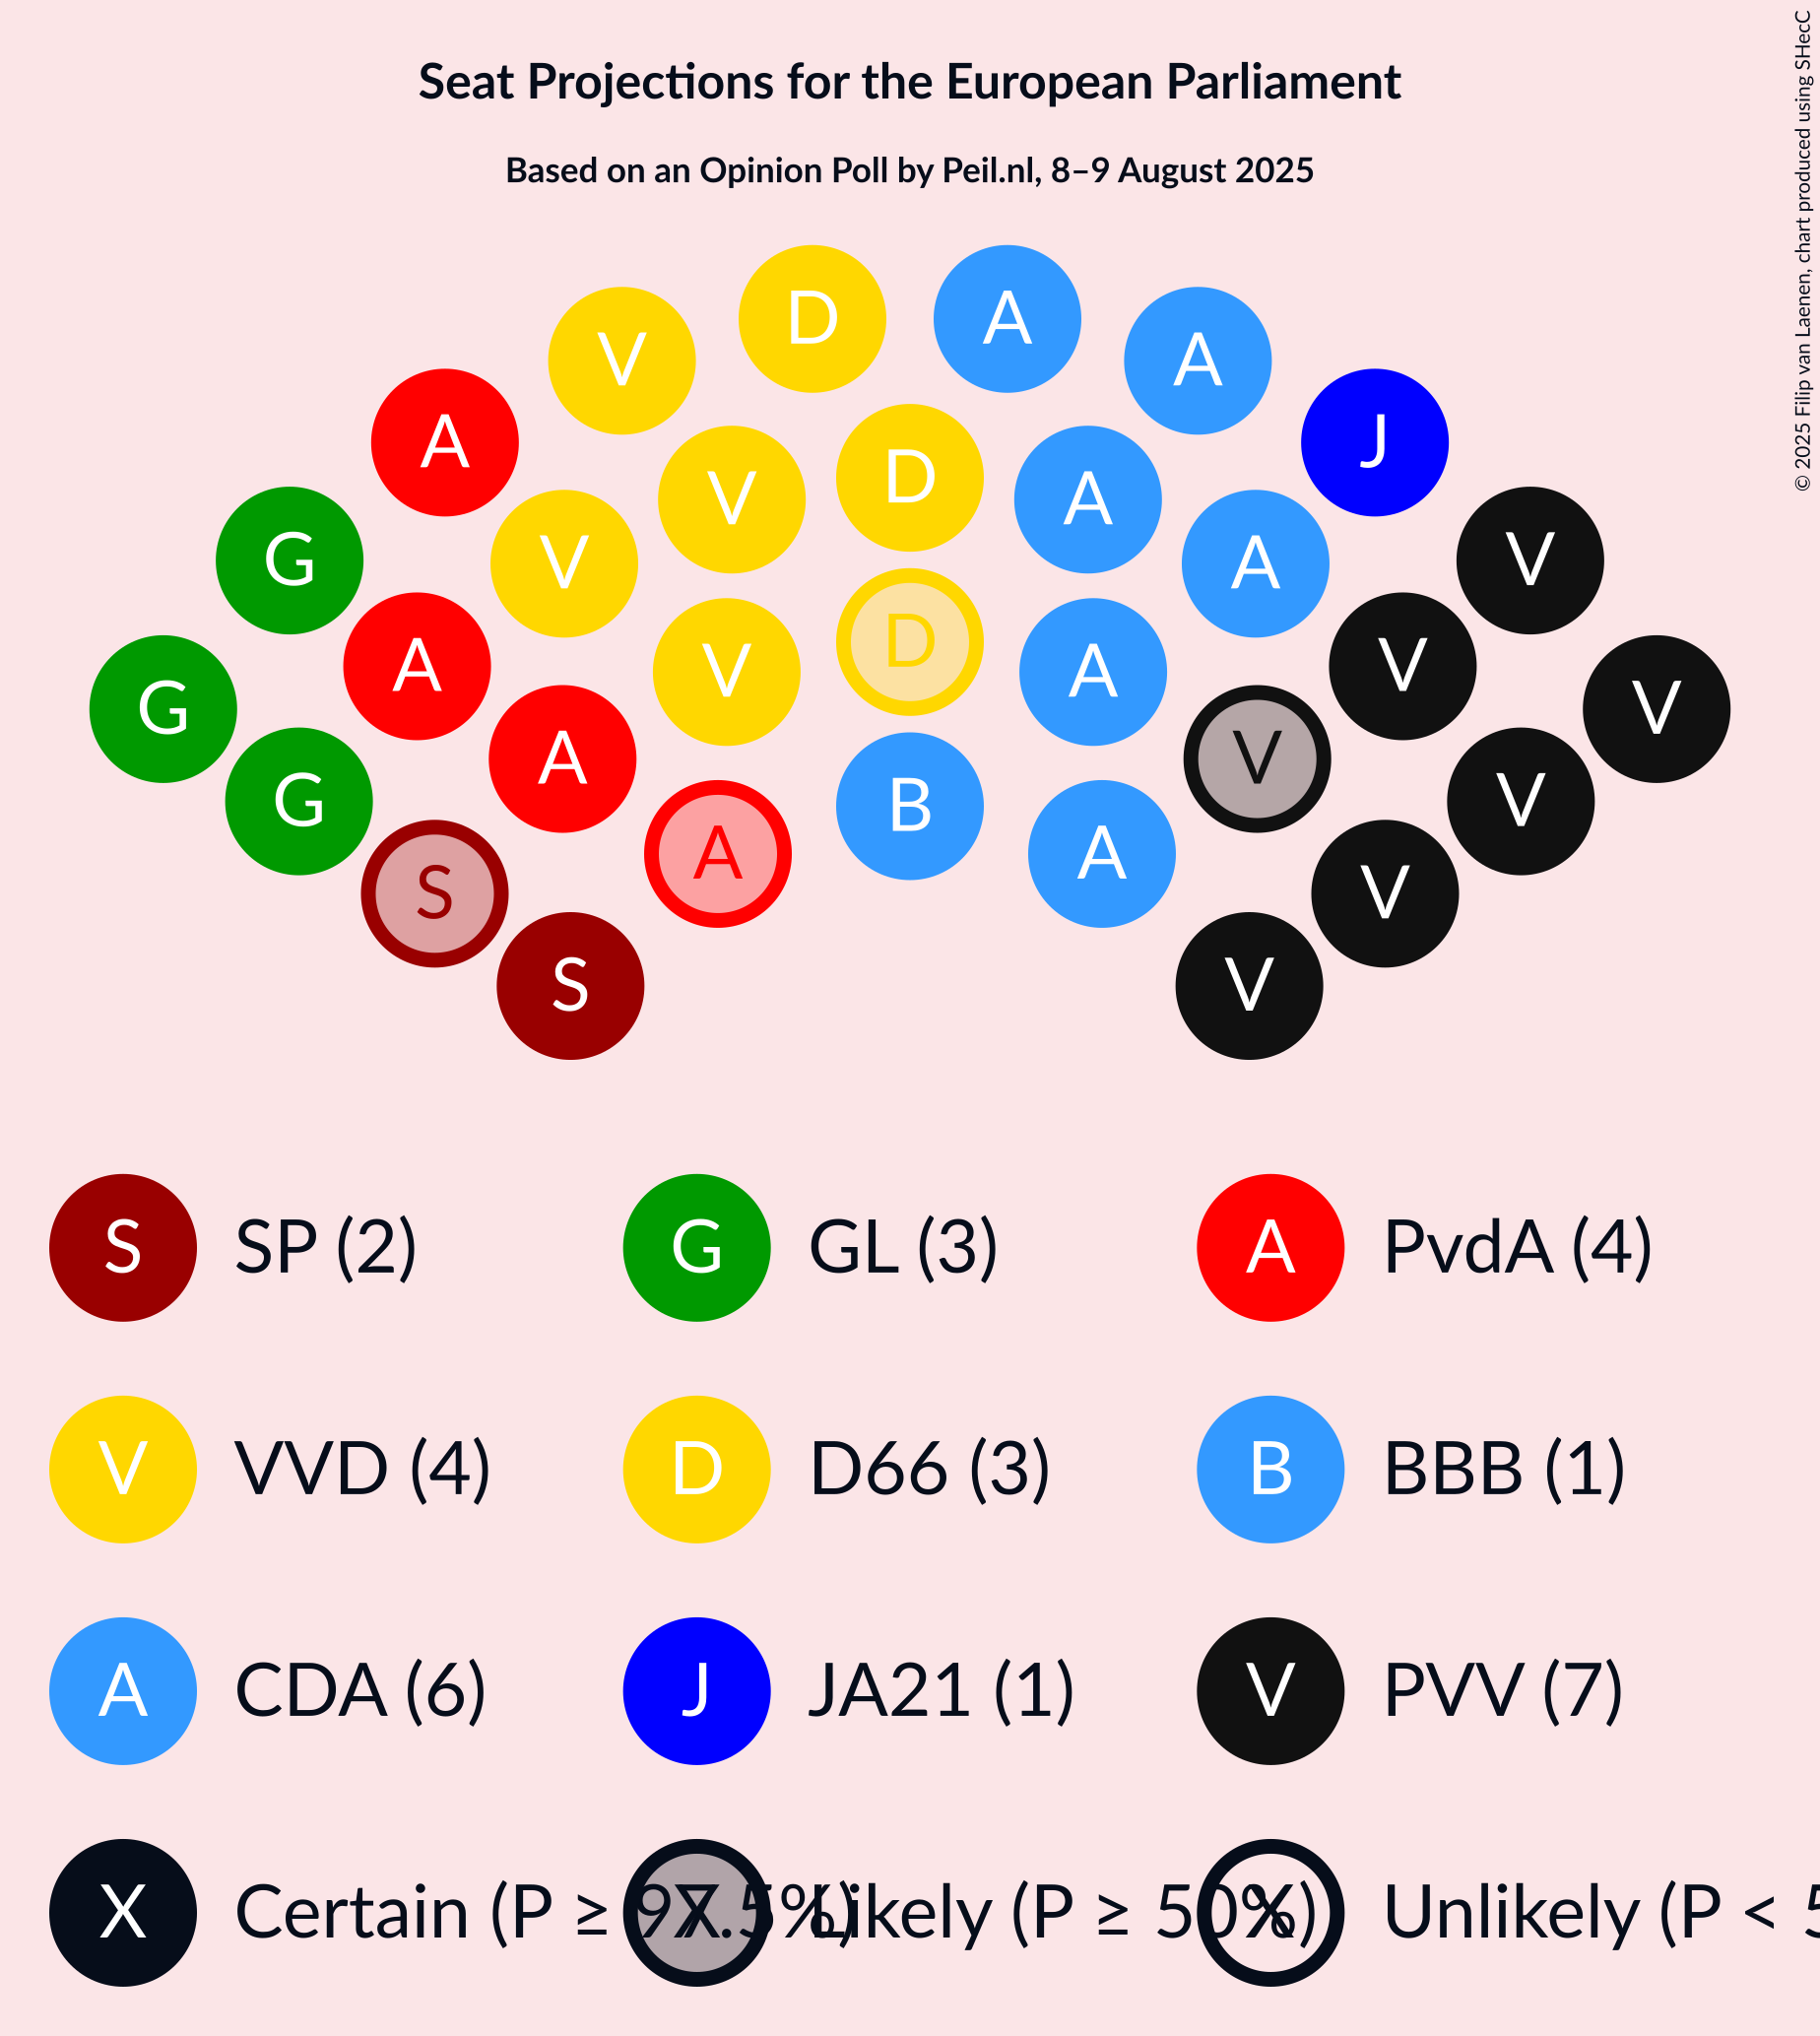 Seat Projections for the European Parliament
Based on an Opinion Poll by Peil.nl, 8–9 August 2025
© 2025 Filip van Laenen, chart produced using SHecC
D A
V A
A J
D
V A
G V
V A
D
A V
V A
G V
A V
B
G V
A A
S V
S V
S SP (2) G GL (3) A PvdA (4)
V VVD (4) D D66 (3) B BBB (1)
A CDA (6) J JA21 (1) V PVV (7)
X Certain (P ≥ 97.5%) X Likely (P ≥ 50%) X Unlikely (P < 5